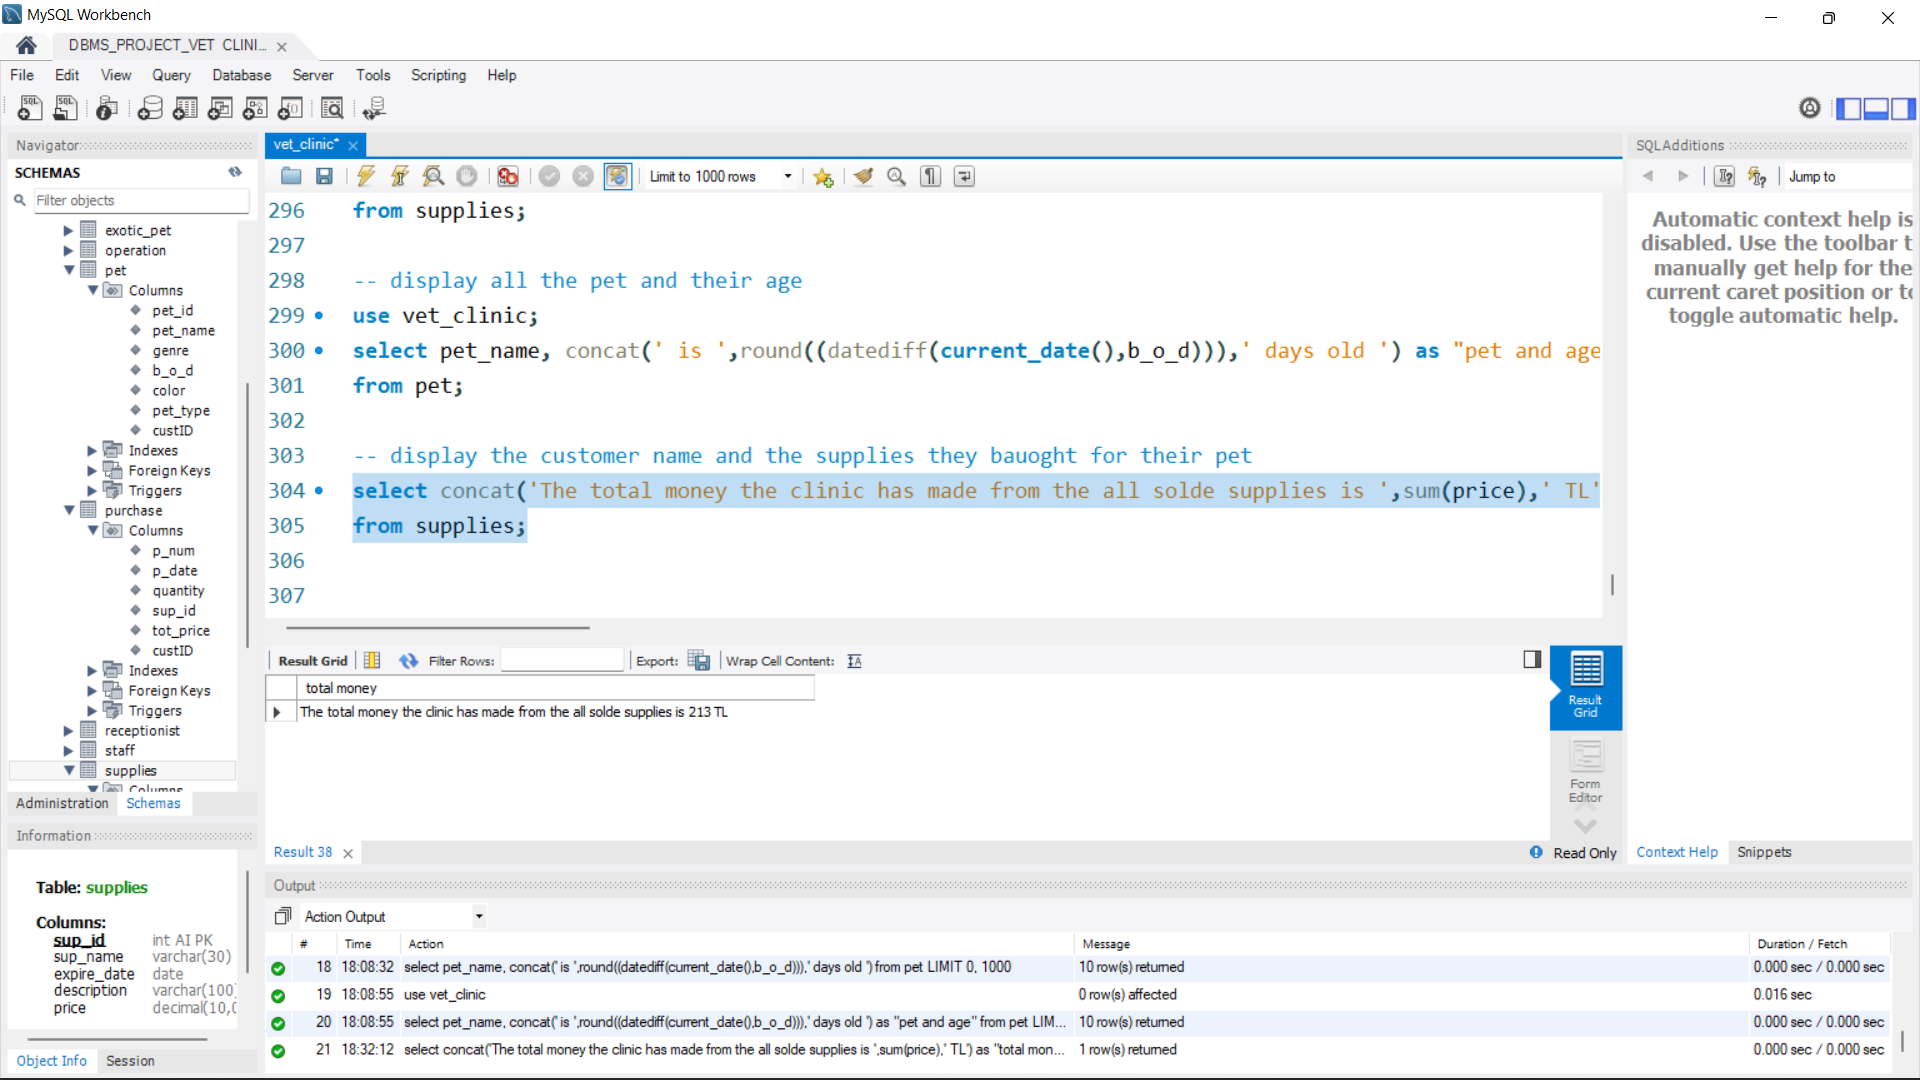 MySQL Workbench
DBMS_PROJECT_VET CLINI...
File Edit View Query Database Server Tools Scripting Help
Navigator
SCHEMAS
Filter objects
exotic_pet
operation
pet
Columns
pet_id
pet_name
genre
b_o_d
color
pet_type
custID
Indexes
Foreign Keys
Triggers
purchase
Columns
p_num
p_date
quantity
sup_id
tot_price
custID
Indexes
Foreign Keys
Triggers
receptionist
staff
supplies
Columns
Administration Schemas
Information
Table: supplies
Columns:
sup_id int AI PK
sup_name varchar(30)
expire_date date
description varchar(100)
price decimal(10,0
Object Info Session
vet_clinic*
Limit to 1000 rows
296 from supplies;
297
298 -- display all the pet and their age
299 use vet_clinic;
300 select pet_name, concat(' is ',round((datediff(current_date(),b_o_d))),' days old ') as "pet and age
301 from pet;
302
303 -- display the customer name and the supplies they bauoght for their pet
304 select concat('The total money the clinic has made from the all solde supplies is ',sum(price),' TL'
305 from supplies;
306
307
Result Grid Filter Rows: Export: Wrap Cell Content:
total money
The total money the clinic has made from the all solde supplies is 213 TL
Result Grid
Form Editor
Result 38
Read Only
SQLAdditions
Jump to
Automatic context help is
disabled. Use the toolbar t
manually get help for the
current caret position or to
toggle automatic help.
Context Help Snippets
Output
Action Output
# Time Action Message Duration / Fetch
18 18:08:32 select pet_name, concat(' is ',round((datediff(current_date(),b_o_d))),' days old ') from pet LIMIT 0, 1000 10 row(s) returned 0.000 sec / 0.000 sec
19 18:08:55 use vet_clinic 0 row(s) affected 0.016 sec
20 18:08:55 select pet_name, concat(' is ',round((datediff(current_date(),b_o_d))),' days old ') as "pet and age" from pet LIM... 10 row(s) returned 0.000 sec / 0.000 sec
21 18:32:12 select concat('The total money the clinic has made from the all solde supplies is ',sum(price),' TL') as "total mon... 1 row(s) returned 0.000 sec / 0.000 sec